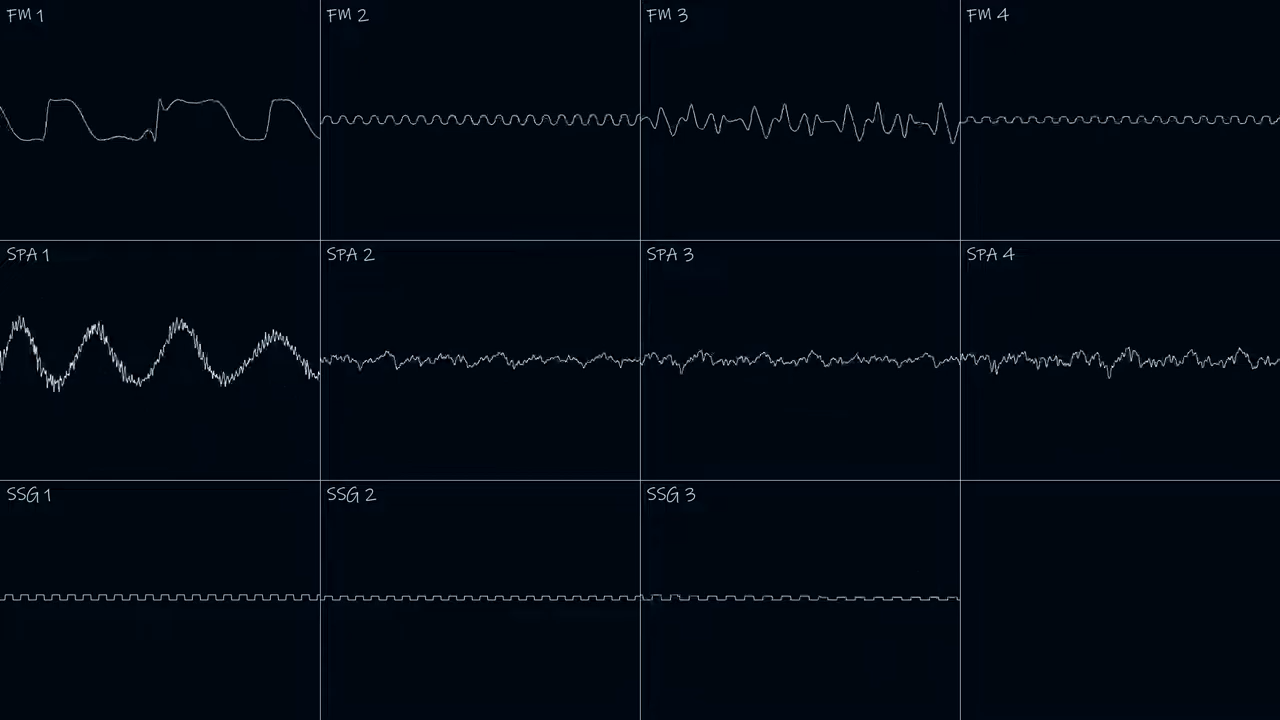 FM 1
FM 2
FM 3
FM 4
SPA 1
SPA 2
SPA 3
SPA 4
SSG 1
SSG 2
SSG 3